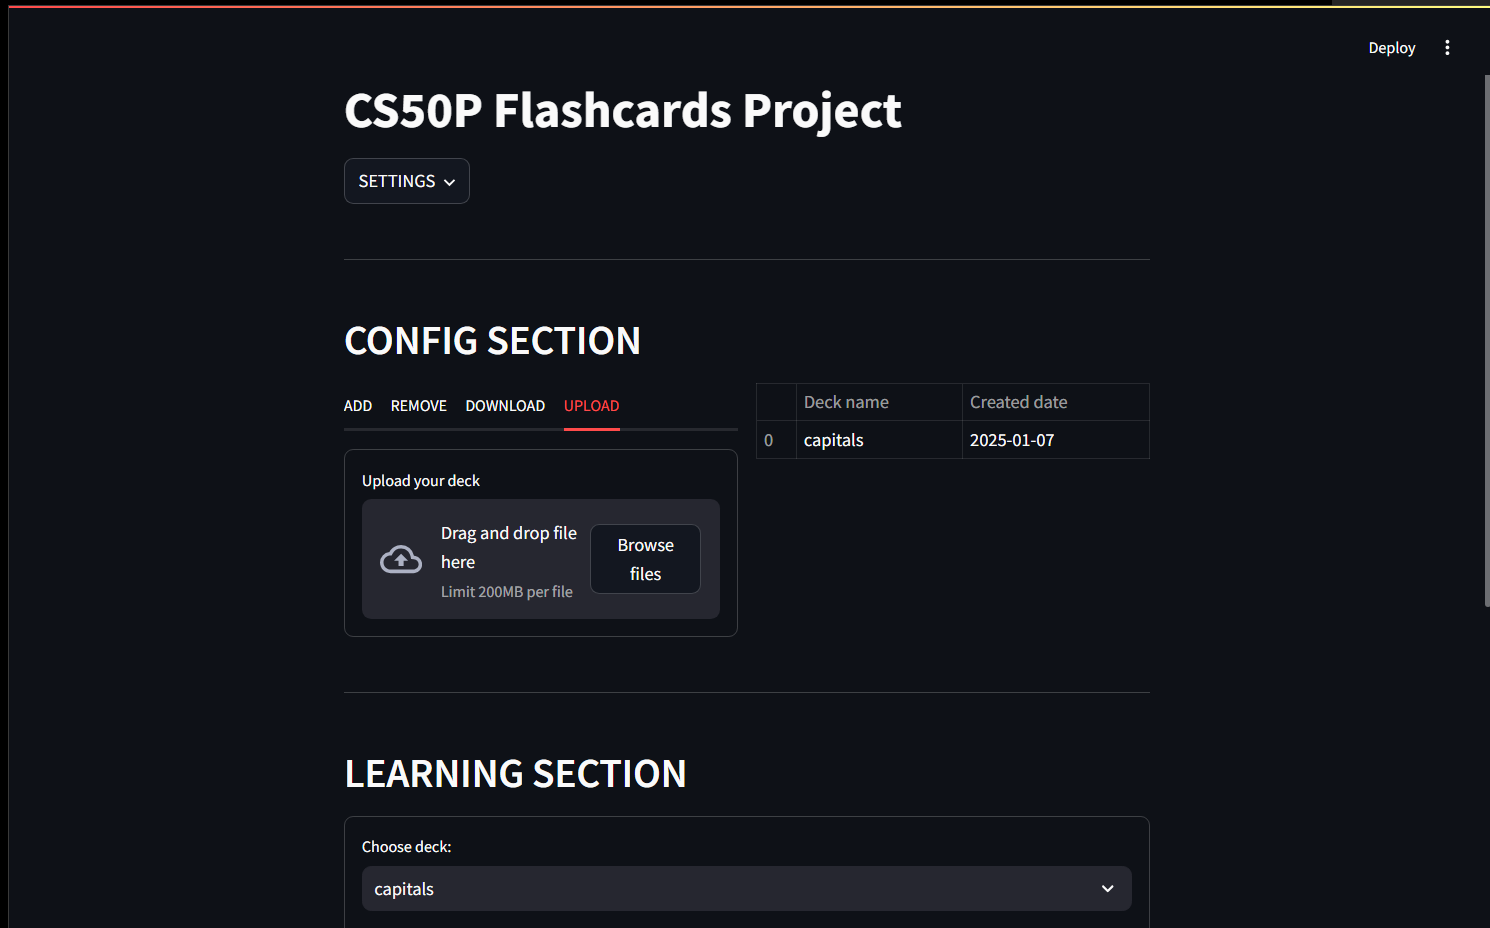 Deploy
CS50P Flashcards Project
SETTINGS
CONFIG SECTION
ADD REMOVE DOWNLOAD UPLOAD
Upload your deck
Drag and drop file
here
Limit 200MB per file
Browse
files
Deck name Created date
0 capitals 2025-01-07
LEARNING SECTION
Choose deck:
capitals